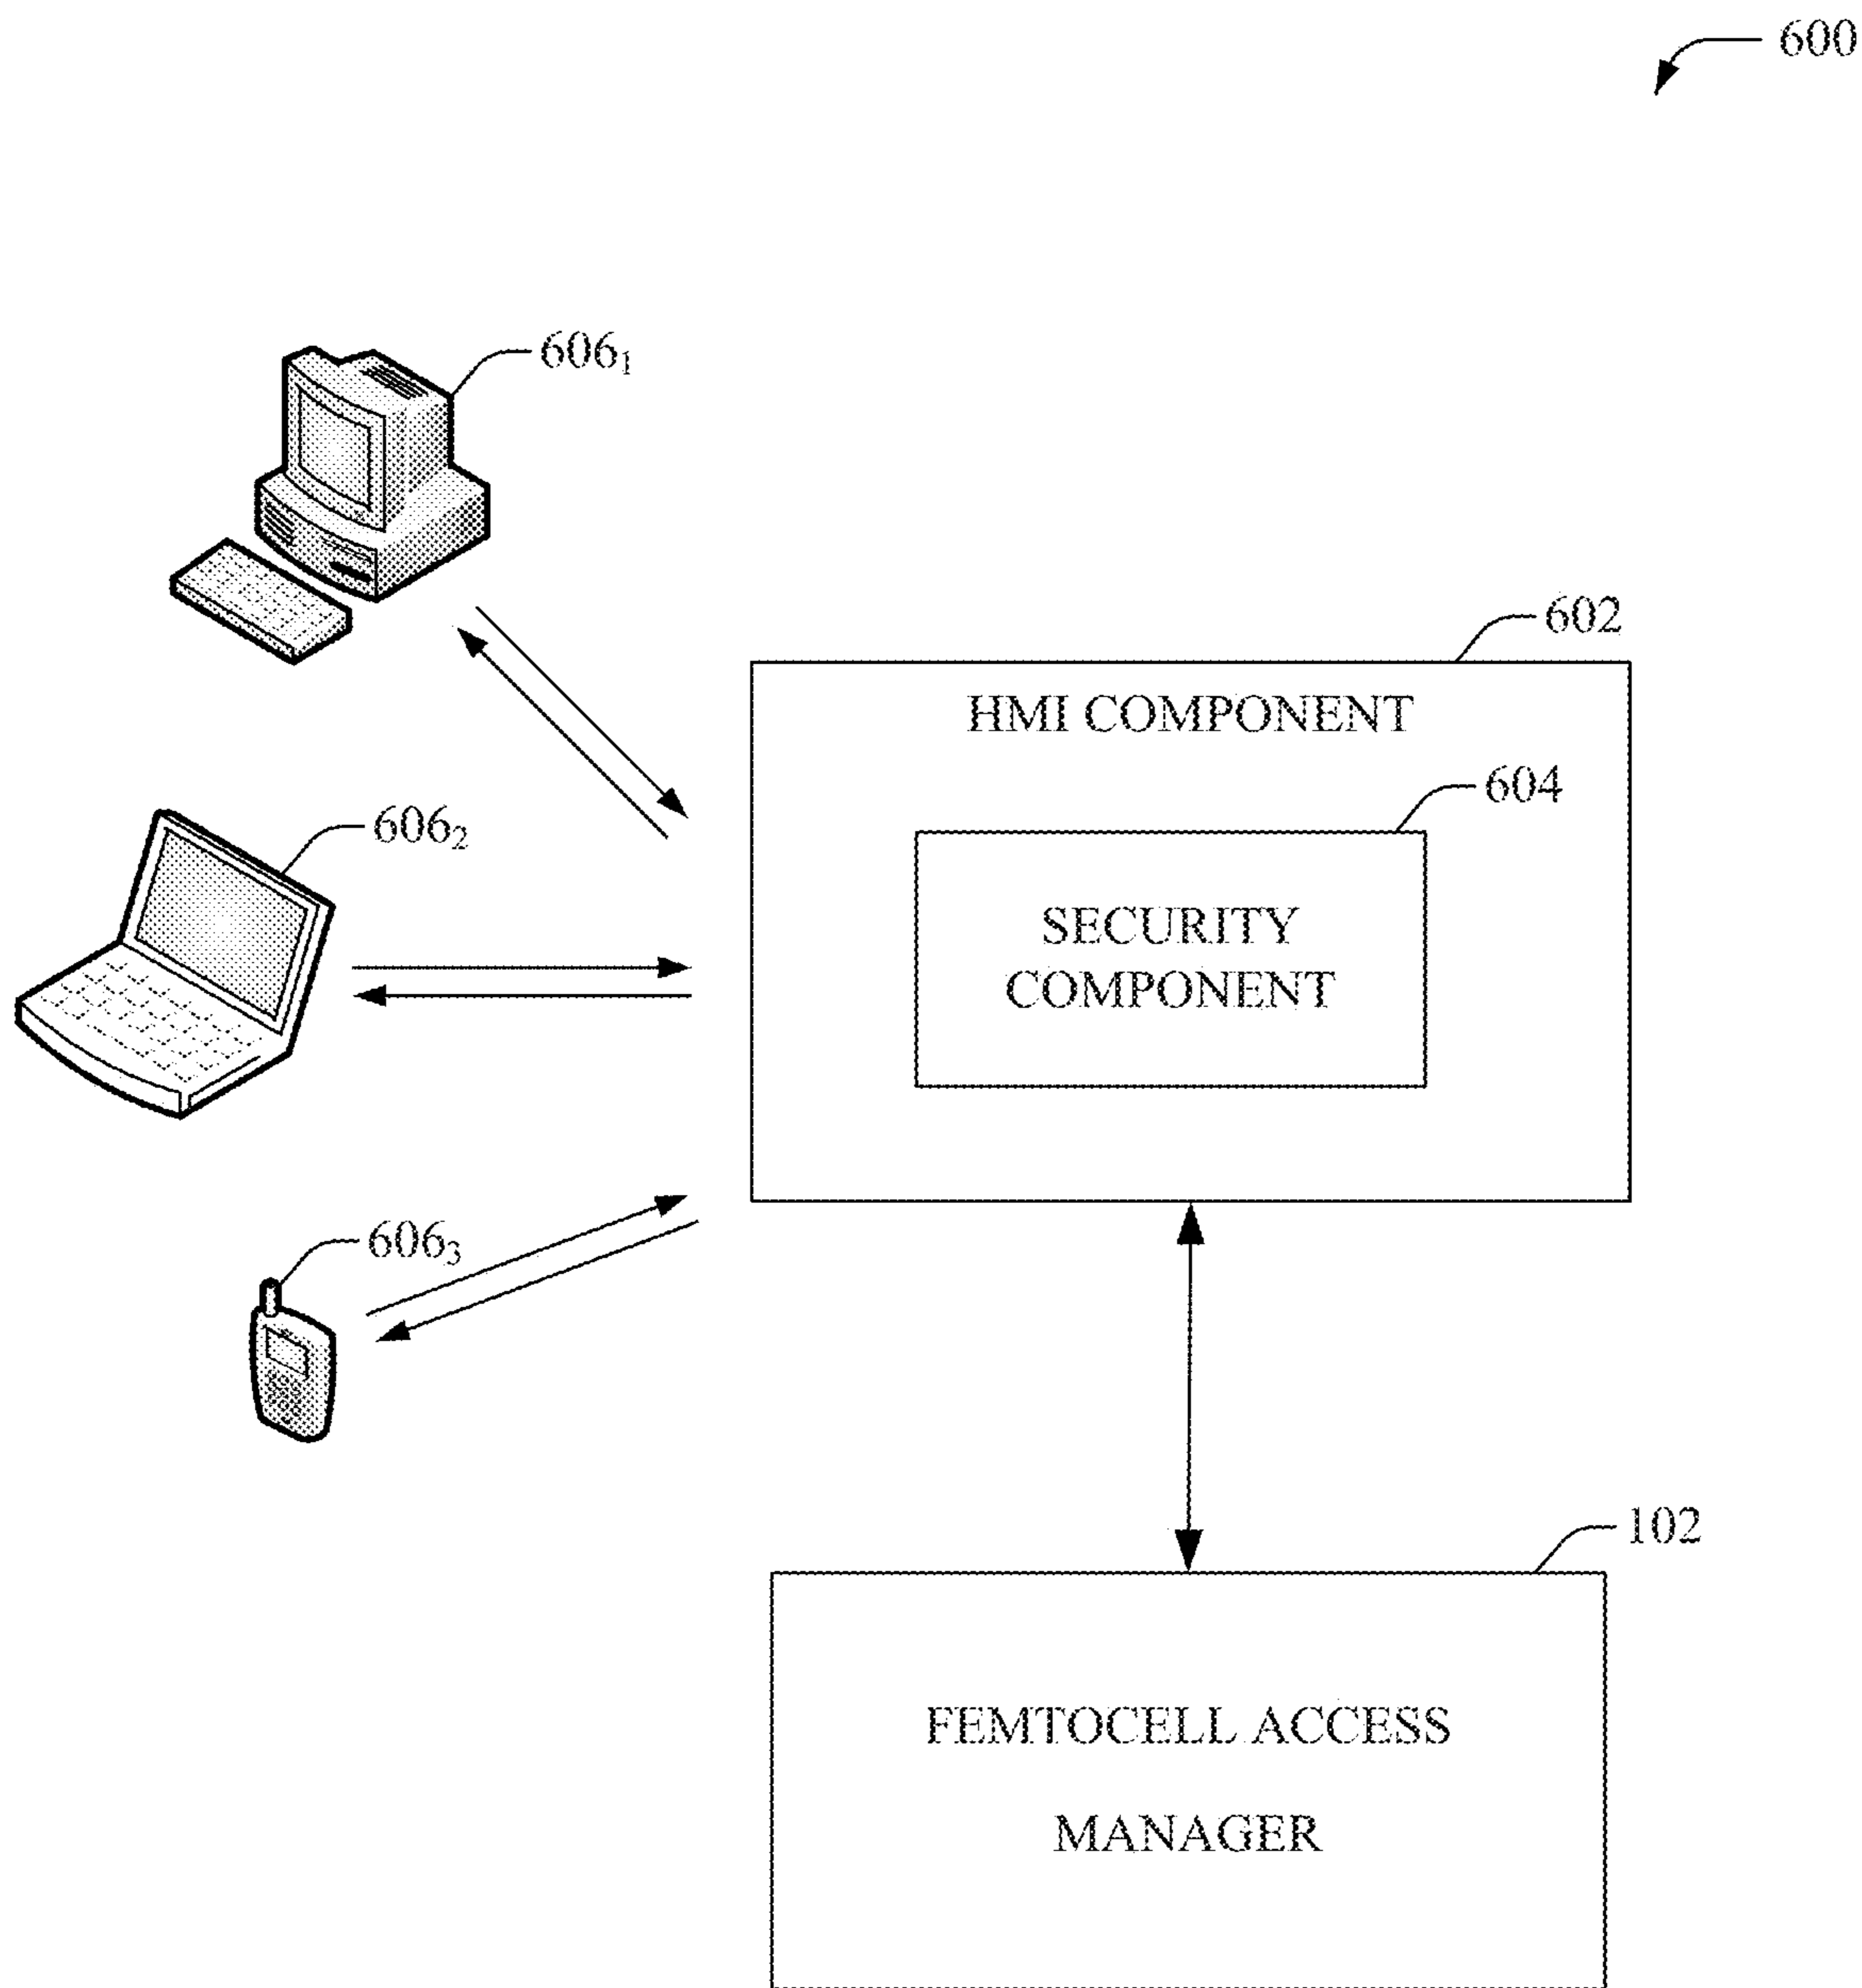 600
606₁
602
HMI COMPONENT
604
606₂
SECURITY
COMPONENT
606₃
102
FEMTOCELL ACCESS
MANAGER